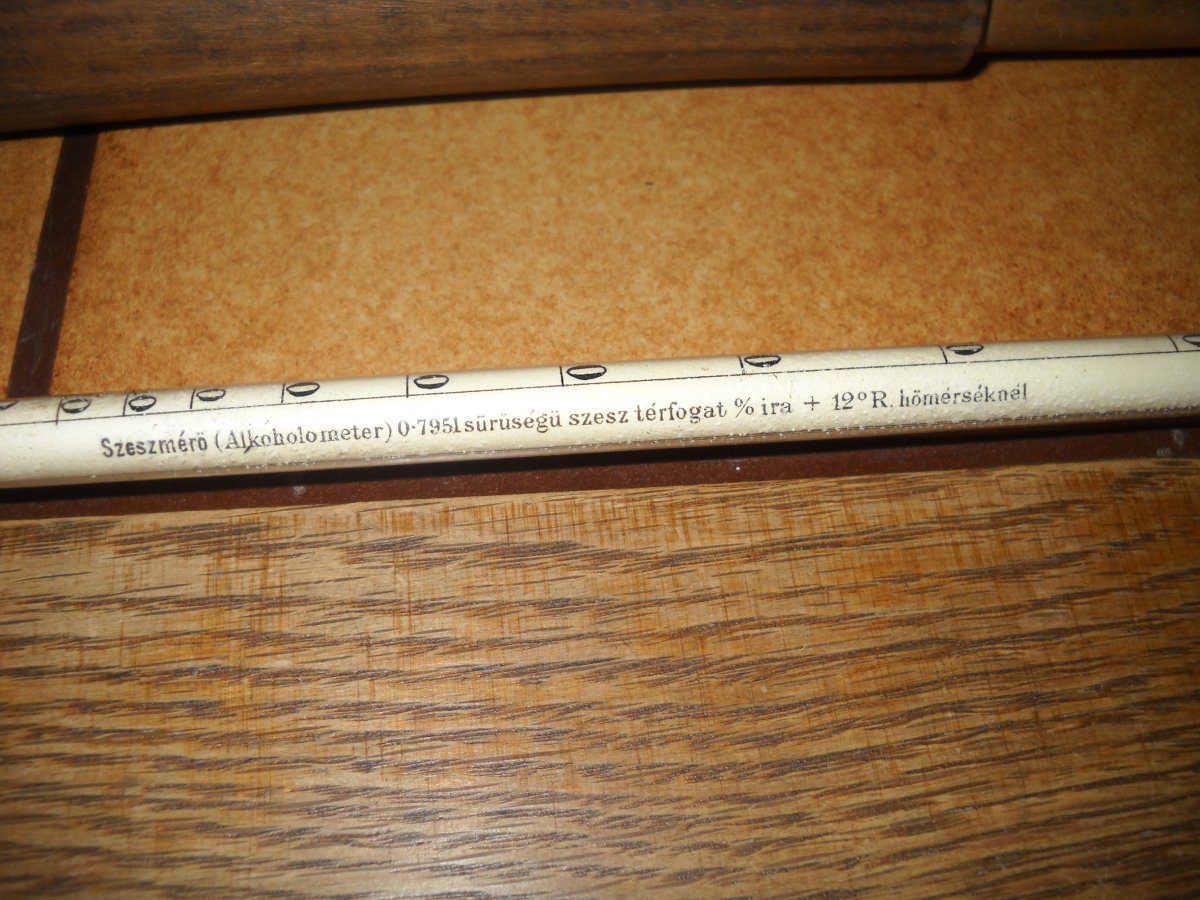 Szeszmérö (Alkoholometer) 0·7951 sürüségü szesz térfogat % ira + 12° R. hömérséknél